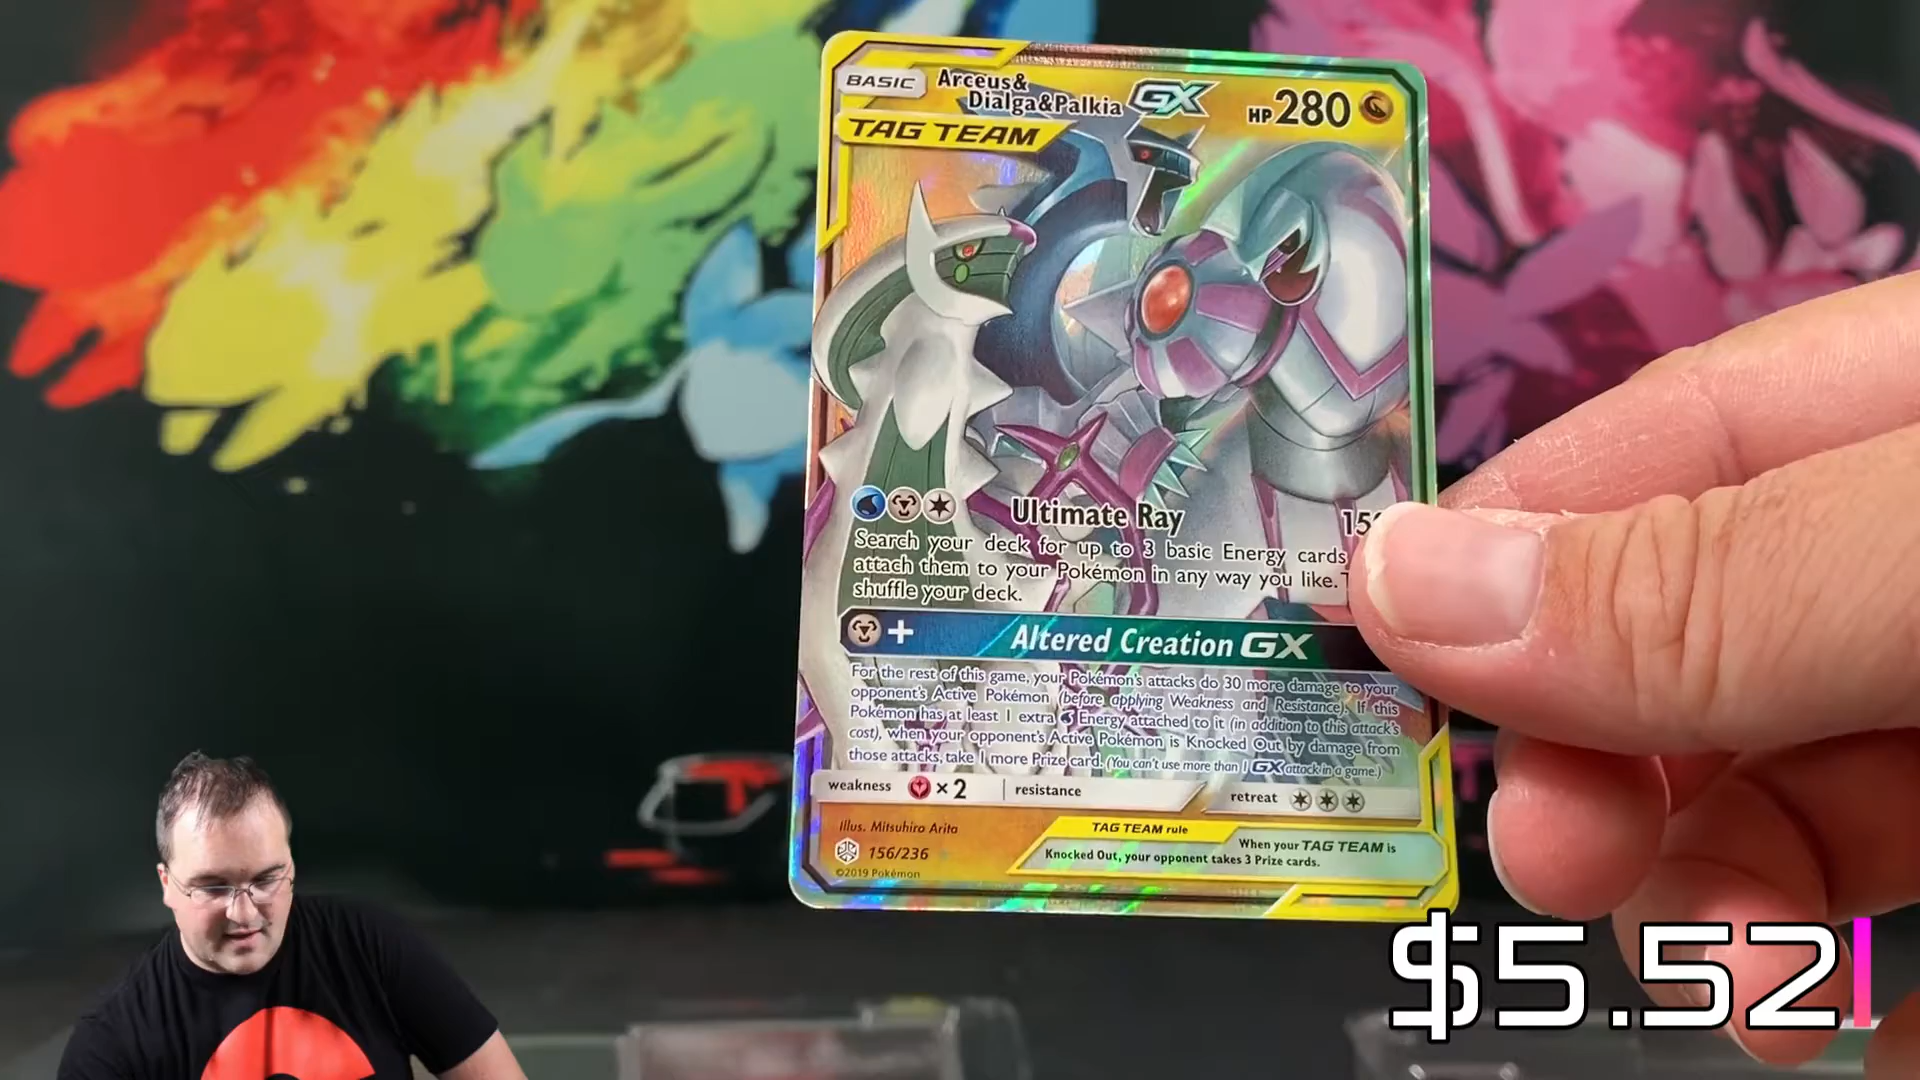 BASIC Arceus&
Dialga&Palkia GX HP280
TAG TEAM
Ultimate Ray
Search your deck for up to 3 basic Energy cards
attach them to your Pokémon in any way you like.
shuffle your deck.
+ Altered Creation GX
For the rest of this game, your Pokémon's attacks do 30 more damage to your
opponent's Active Pokémon (before applying Weakness and Resistance). If this
Pokémon has at least 1 extra Energy attached to it (in addition to this attack's
cost), when your opponent's Active Pokémon is Knocked Out by damage from
those attacks, take 1 more Prize card. (You can't use more than 1 GX attack in a game.)
weakness ×2 resistance retreat
Illus. Mitsuhiro Arita
156/236
©2019 Pokémon
TAG TEAM rule
When your TAG TEAM is
Knocked Out, your opponent takes 3 Prize cards.
$5.52